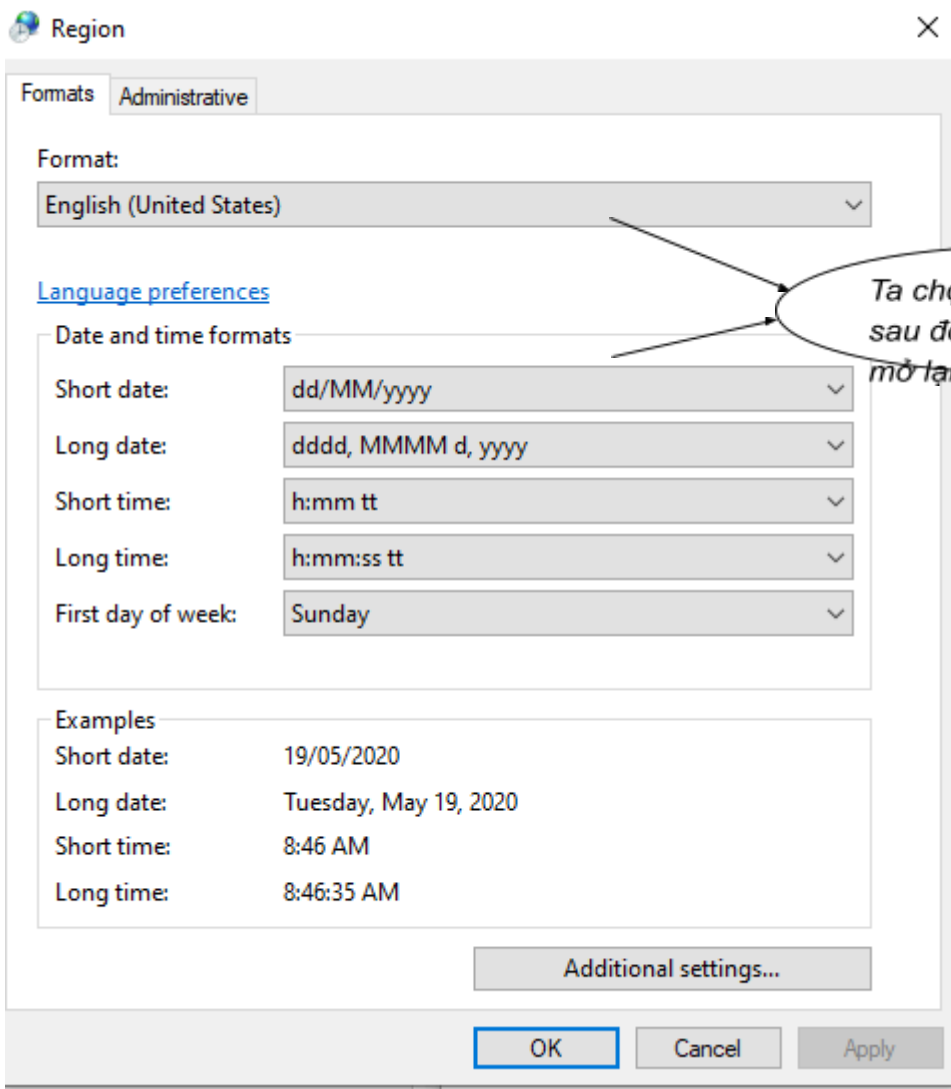 Region
Formats
Administrative
Format:
English (United States)
Language preferences
Date and time formats
Short date:
dd/MM/yyyy
Long date:
dddd, MMMM d, yyyy
Short time:
h:mm tt
Long time:
h:mm:ss tt
First day of week:
Sunday
Ta
sau
mở
Examples
Short date:
19/05/2020
Long date:
Tuesday, May 19, 2020
Short time:
8:46 AM
Long time:
8:46:35 AM
Additional settings...
OK
Cancel
Apply